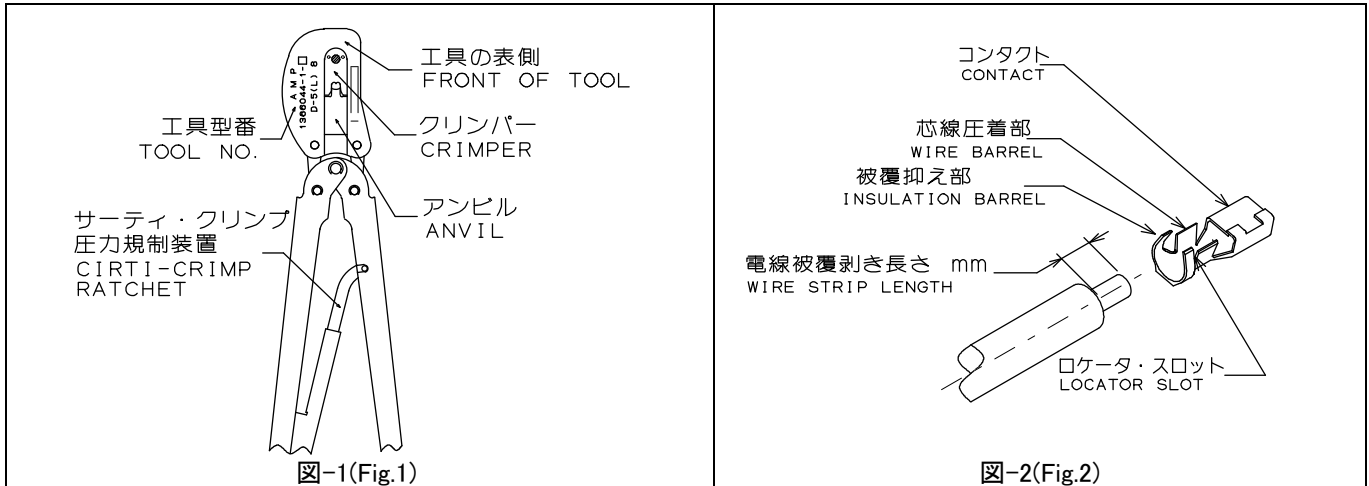 工具の表側
FRONT OF TOOL
AMP
1366044-1-□
D-5(L) 8
工具型番
TOOL NO.
クリンパー
CRIMPER
サーティ・クリンプ
圧力規制装置
CIRTI-CRIMP
RATCHET
アンビル
ANVIL
図-1(Fig.1)
コンタクト
CONTACT
芯線圧着部
WIRE BARREL
被覆抑え部
INSULATION BARREL
電線被覆剥き長さ mm
WIRE STRIP LENGTH
ロケータ・スロット
LOCATOR SLOT
図-2(Fig.2)